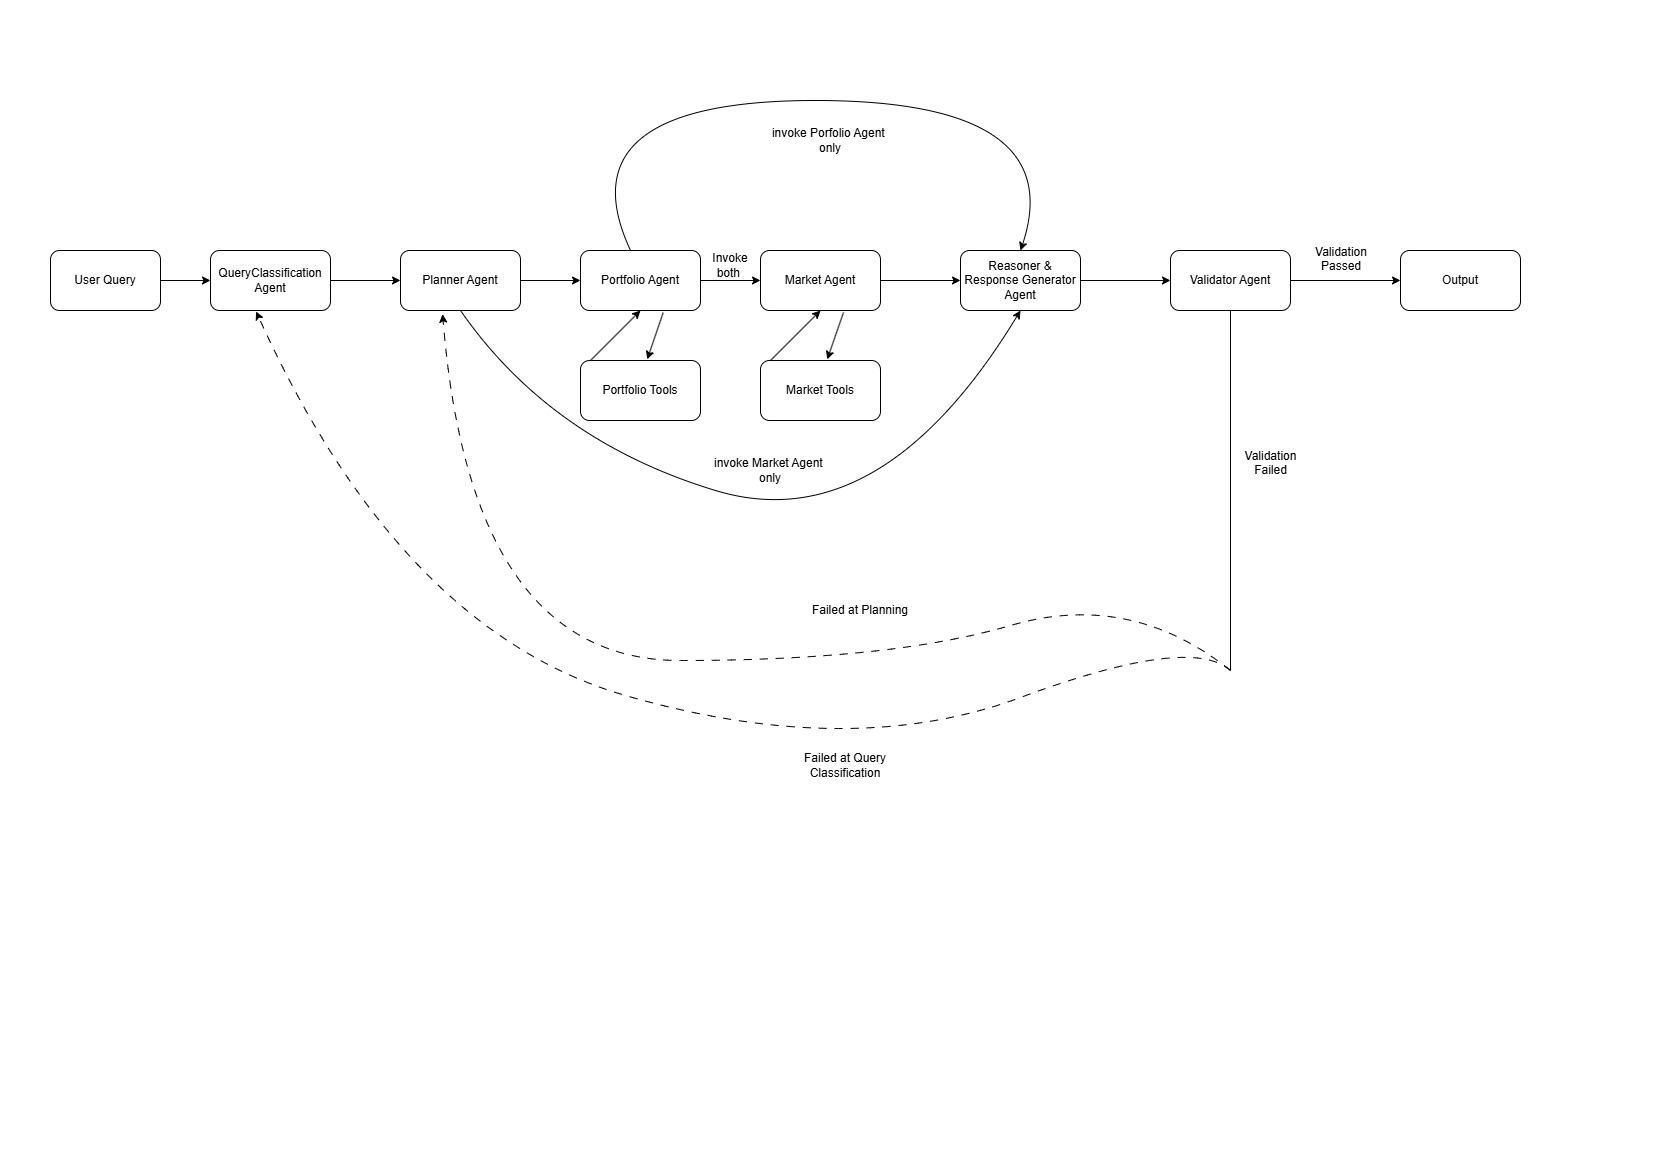 invoke Porfolio Agent
only
User Query
QueryClassification
Agent
Planner Agent
Portfolio Agent
Invoke
both
Market Agent
Reasoner &
Response Generator
Agent
Validator Agent
Validation
Passed
Output
Portfolio Tools
Market Tools
invoke Market Agent
only
Validation
Failed
Failed at Planning
Failed at Query
Classification